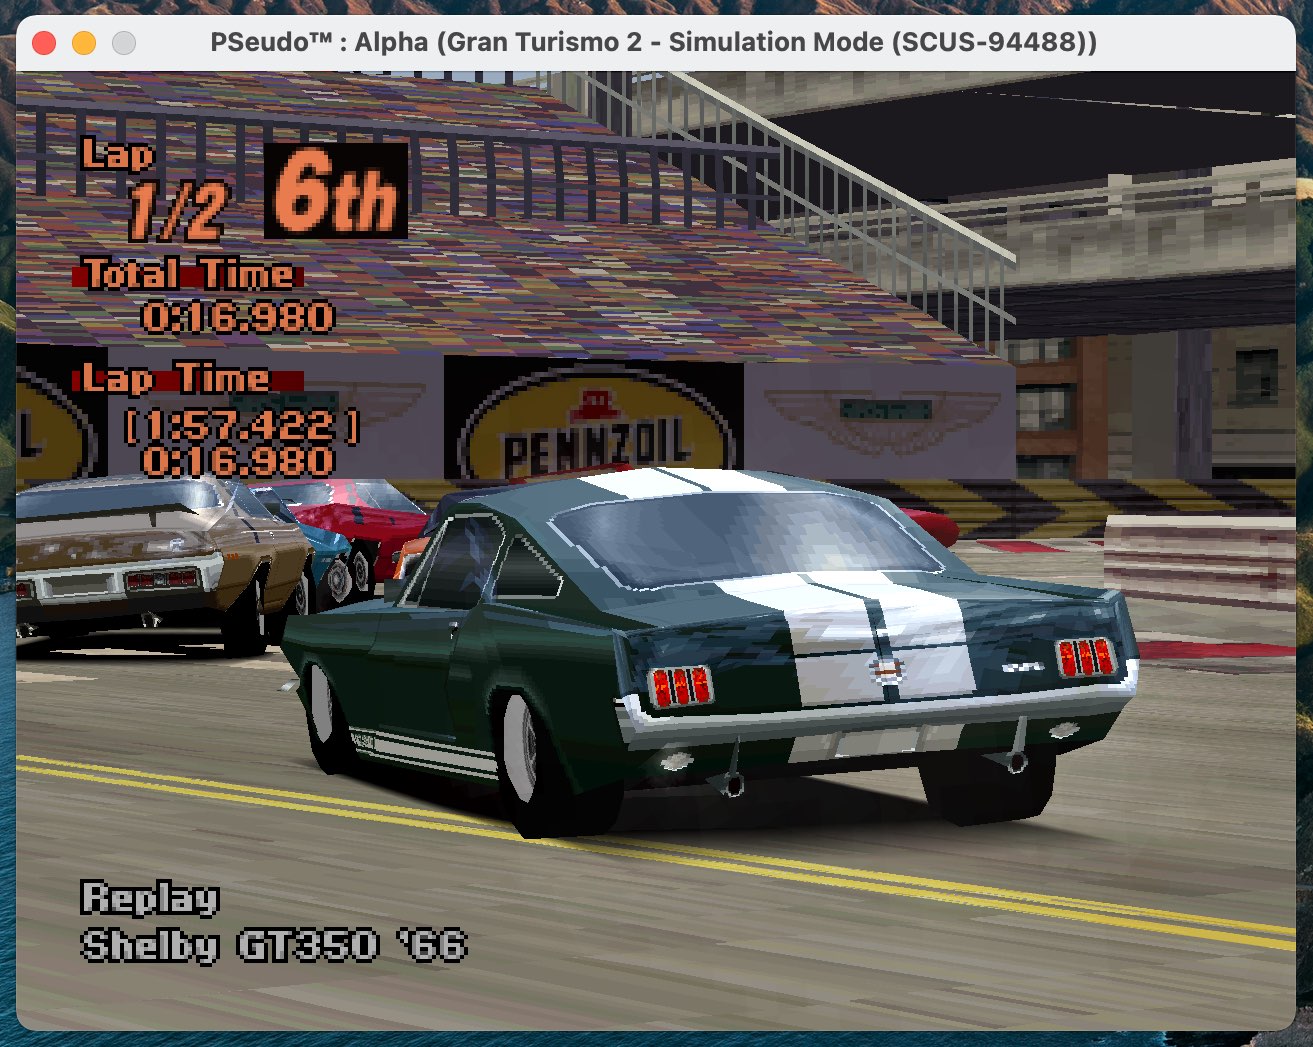 PSeudo™ : Alpha (Gran Turismo 2 - Simulation Mode (SCUS-94488))
Lap
1/2 6th
Total Time
0:16.980
Lap Time
[1:57.422]
0:16.980
PENNZOIL
Replay
Shelby GT350 '66